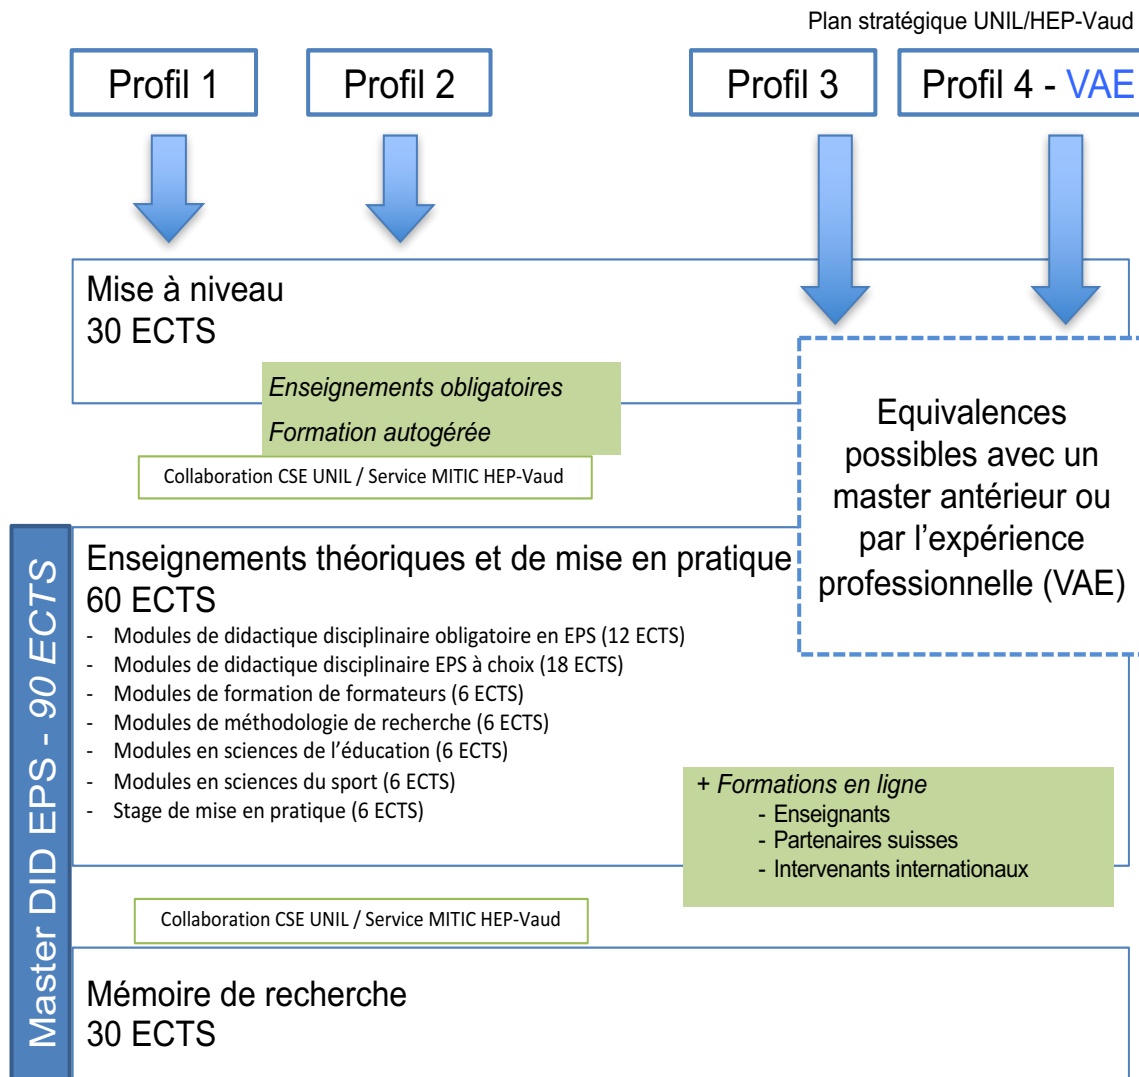 Plan stratégique UNIL/HEP-Vaud
Profil 1
Profil 2
Profil 3
Profil 4 - VAE
Mise à niveau
30 ECTS
Enseignements obligatoires
Formation autogérée
Collaboration CSE UNIL / Service MITIC HEP-Vaud
Equivalences
possibles avec un
master antérieur ou
par l’expérience
professionnelle (VAE)
Master DID EPS - 90 ECTS
Enseignements théoriques et de mise en pratique
60 ECTS
- Modules de didactique disciplinaire obligatoire en EPS (12 ECTS)
- Modules de didactique disciplinaire EPS à choix (18 ECTS)
- Modules de formation de formateurs (6 ECTS)
- Modules de méthodologie de recherche (6 ECTS)
- Modules en sciences de l’éducation (6 ECTS)
- Modules en sciences du sport (6 ECTS)
- Stage de mise en pratique (6 ECTS)
+ Formations en ligne
- Enseignants
- Partenaires suisses
- Intervenants internationaux
Collaboration CSE UNIL / Service MITIC HEP-Vaud
Mémoire de recherche
30 ECTS